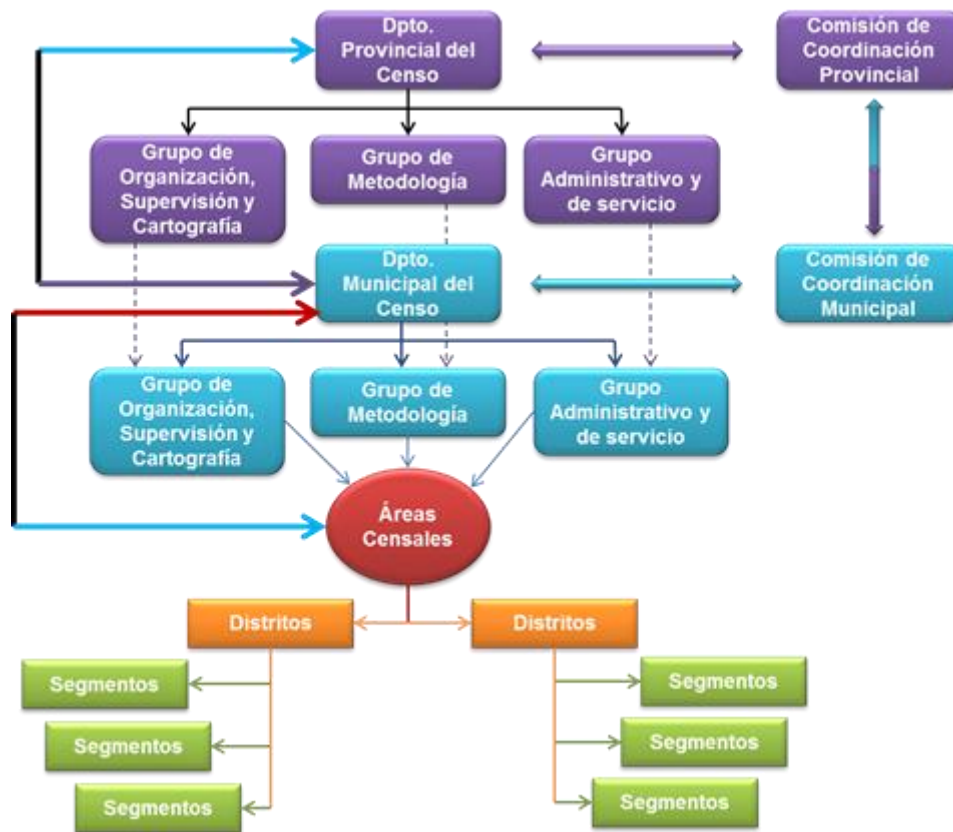 Dpto.
Provincial del
Censo
Comisión de
Coordinación
Provincial
Grupo de
Organización,
Supervisión y
Cartografía
Grupo de
Metodología
Grupo
Administrativo y
de servicio
Dpto.
Municipal del
Censo
Comisión de
Coordinación
Municipal
Grupo de
Organización,
Supervisión y
Cartografía
Grupo de
Metodología
Grupo
Administrativo y
de servicio
Áreas
Censales
Distritos
Distritos
Segmentos
Segmentos
Segmentos
Segmentos
Segmentos
Segmentos